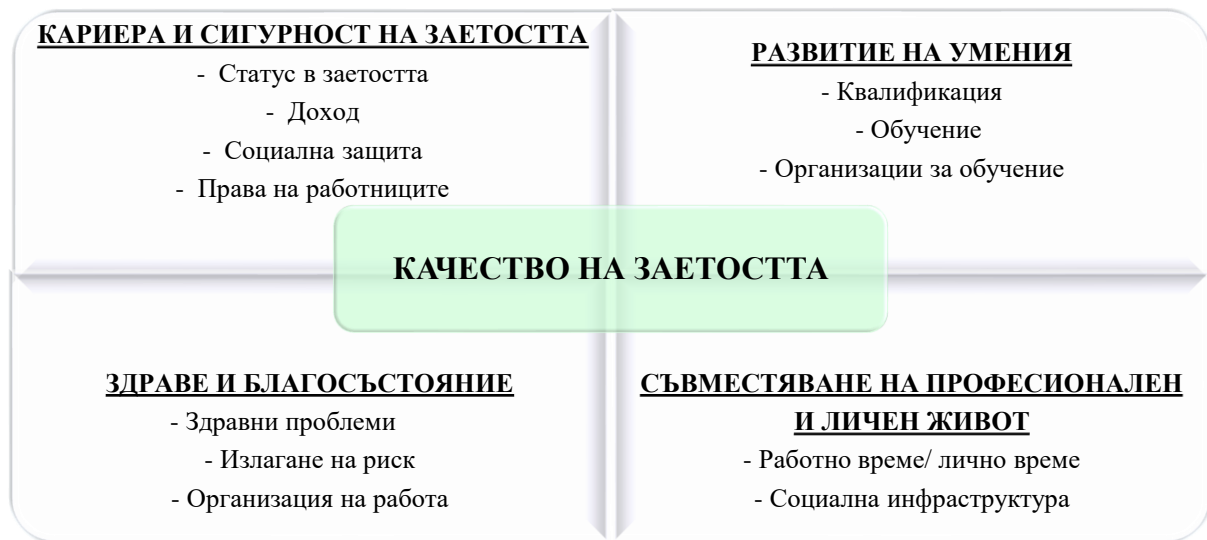 КАРИЕРА И СИГУРНОСТ НА ЗАЕТОСТТА
- Статус в заетостта
- Доход
- Социална защита
- Права на работниците
РАЗВИТИЕ НА УМЕНИЯ
- Квалификация
- Обучение
- Организации за обучение
КАЧЕСТВО НА ЗАЕТОСТТА
ЗДРАВЕ И БЛАГОСЪСТОЯНИЕ
- Здравни проблеми
- Излагане на риск
- Организация на работа
СЪВМЕСТЯВАНЕ НА ПРОФЕСИОНАЛЕН
И ЛИЧЕН ЖИВОТ
- Работно време/ лично време
- Социална инфраструктура